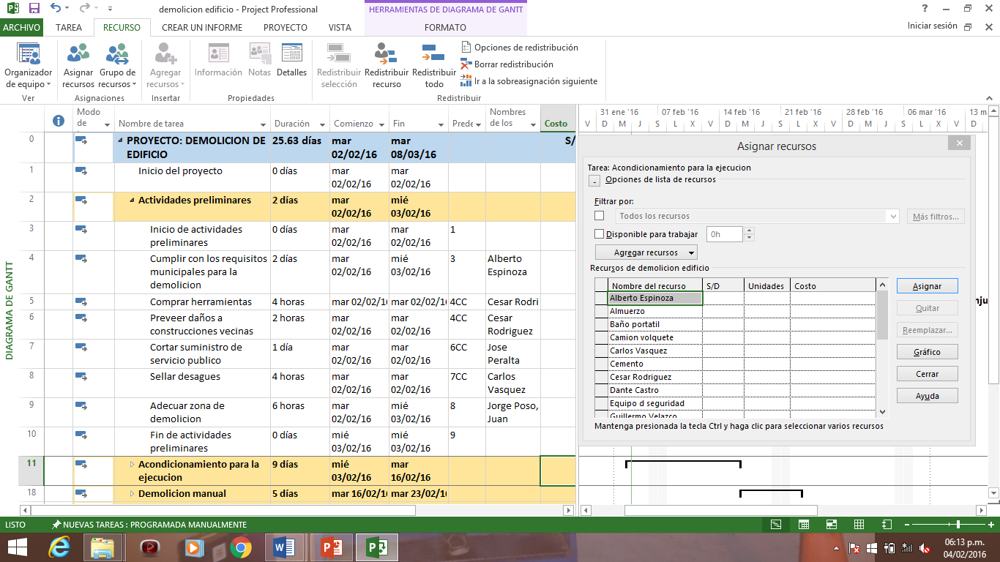 demolicion edificio - Project Professional
HERRAMIENTAS DE DIAGRAMA DE GANTT
ARCHIVO TAREA RECURSO CREAR UN INFORME PROYECTO VISTA FORMATO Iniciar sesión
Organizador de equipo
Asignar recursos
Grupo de recursos
Agregar recursos
Información
Notas
Detalles
Redistribuir selección
Redistribuir recurso
Redistribuir todo
Opciones de redistribución
Borrar redistribución
Ir a la sobreasignación siguiente
Ver Asignaciones Insertar Propiedades Redistribuir
Modo de
Nombre de tarea
Duración
Comienzo
Fin
Prede
Nombres de los
Costo
31 ene '16 07 feb '16 14 feb '16 21 feb '16 28 feb '16 06 mar '16 13 m
V D M J S L M V D M J S L M V D
DIAGRAMA DE GANTT
0 PROYECTO: DEMOLICION DE EDIFICIO 25.63 días mar 02/02/16 mar 08/03/16 S/
1 Inicio del proyecto 0 días mar 02/02/16 mar 02/02/16
2 Actividades preliminares 2 días mar 02/02/16 mié 03/02/16
3 Inicio de actividades preliminares 0 días mar 02/02/16 mar 02/02/16 1
4 Cumplir con los requisitos municipales para la demolicion 2 días mar 02/02/16 mié 03/02/16 3 Alberto Espinoza
5 Comprar herramientas 4 horas mar 02/02/1 mar 02/02/16 4CC Cesar Rodri
6 Preveer daños a construcciones vecinas 2 horas mar 02/02/16 mar 02/02/16 4CC Cesar Rodriguez
7 Cortar suministro de servicio publico 1 día mar 02/02/16 mar 02/02/16 6CC Jose Peralta
8 Sellar desagues 4 horas mar 02/02/16 mar 02/02/16 7CC Carlos Vasquez
9 Adecuar zona de demolicion 6 horas mar 02/02/16 mié 03/02/16 8 Jorge Poso, Juan
10 Fin de actividades preliminares 0 días mié 03/02/16 mié 03/02/16 9
11 Acondicionamiento para la ejecucion 9 días mié 03/02/16 mar 16/02/16
18 Demolicion manual 5 días mar 16/02/1 mar 23/02/16
Asignar recursos
Tarea: Acondicionamiento para la ejecucion
Opciones de lista de recursos
Filtrar por:
Todos los recursos
Más filtros...
Disponible para trabajar
0h
Agregar recursos
Recursos de demolicion edificio
Nombre del recurso S/D Unidades Costo
Alberto Espinoza
Almuerzo
Baño portatil
Camion volquete
Carlos Vasquez
Cemento
Cesar Rodriguez
Dante Castro
Equipo d seguridad
Guillermo Velazco
Asignar
Quitar
Reemplazar...
Gráfico
Cerrar
Ayuda
Mantenga presionada la tecla Ctrl y haga clic para seleccionar varios recursos
nju
LISTO NUEVAS TAREAS : PROGRAMADA MANUALMENTE
06:13 p.m.
04/02/2016